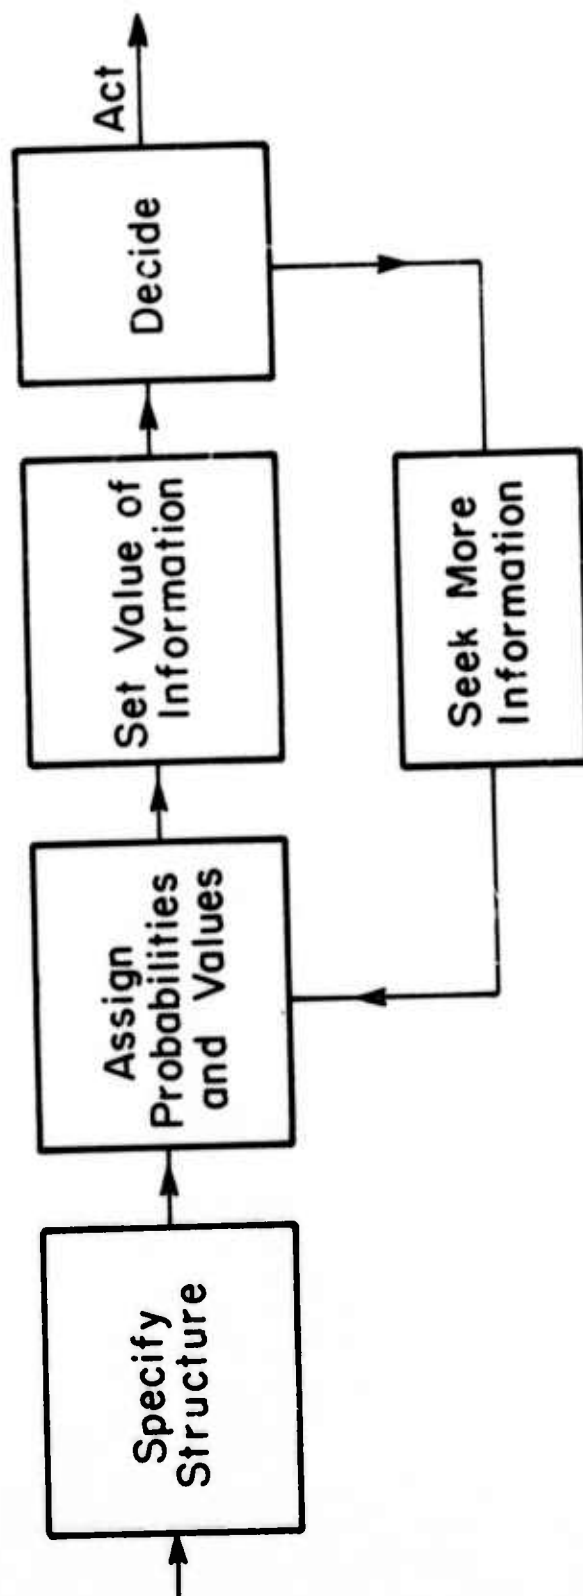 Specify
Structure
Assign
Probabilities
and Values
Set Value of
Information
Decide
Act
Seek More
Information